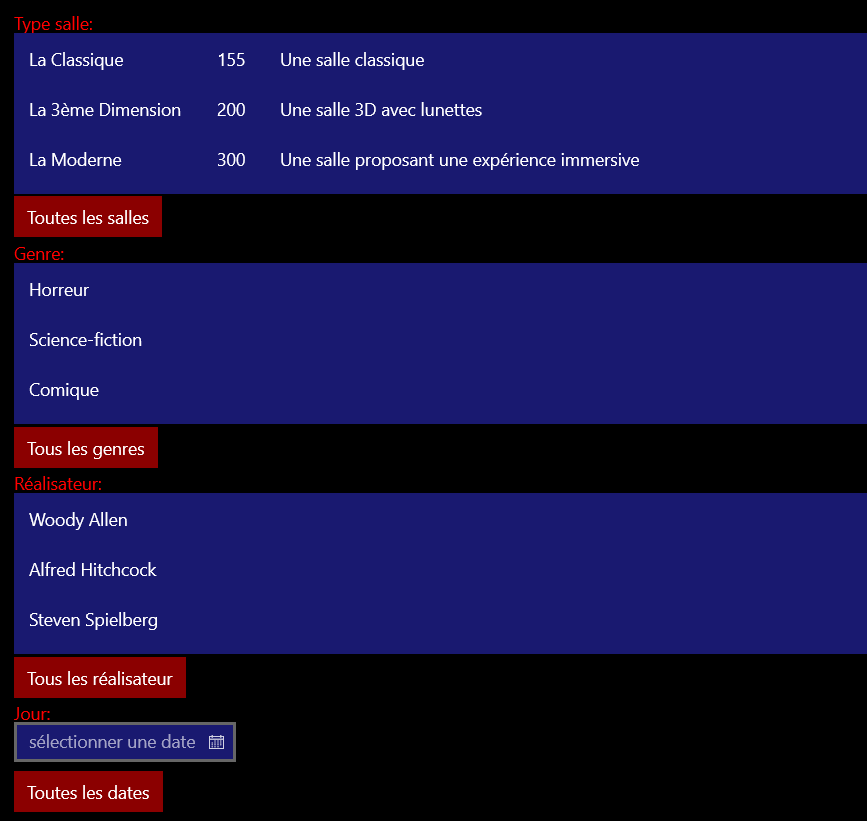 Type salle:
La Classique 155 Une salle classique
La 3ème Dimension 200 Une salle 3D avec lunettes
La Moderne 300 Une salle proposant une expérience immersive
Toutes les salles
Genre:
Horreur
Science-fiction
Comique
Tous les genres
Réalisateur:
Woody Allen
Alfred Hitchcock
Steven Spielberg
Tous les réalisateur
Jour:
sélectionner une date
Toutes les dates